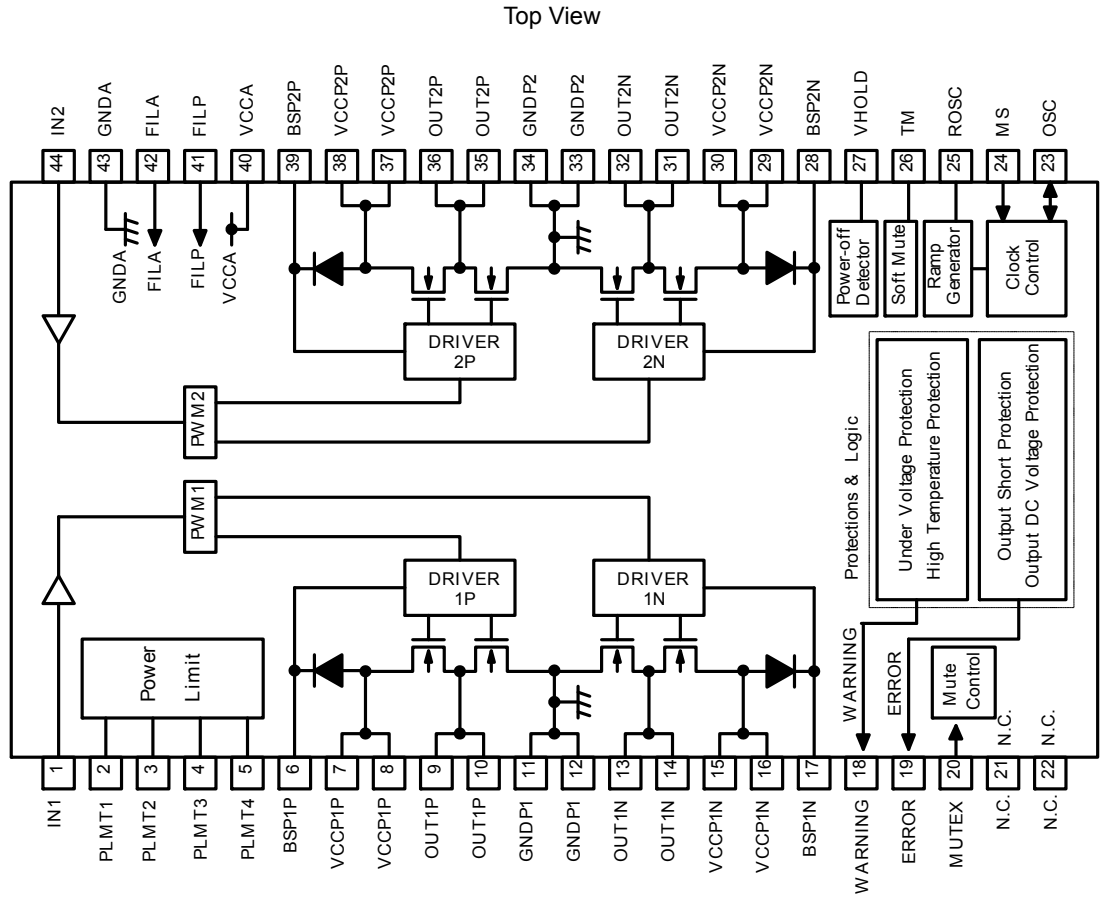 Top View
IN2
GNDA
FILA
FILP
VCCA
BSP2P
VCCP2P
VCCP2P
OUT2P
OUT2P
GNDP2
GNDP2
OUT2N
OUT2N
VCCP2N
VCCP2N
BSP2N
VHOLD
TM
ROSC
MS
OSC
44
43
42
41
40
39
38
37
36
35
34
33
32
31
30
29
28
27
26
25
24
23
GNDA
FILA
FILP
VCCA
Power-off
Detector
Soft Mute
Ramp
Generator
Clock
Control
DRIVER
2P
DRIVER
2N
PWM2
PWM1
DRIVER
1P
DRIVER
1N
Protections & Logic
Under Voltage Protection
High Temperature Protection
Output Short Protection
Output DC Voltage Protection
Power
Limit
WARNING
ERROR
Mute
Control
N.C.
N.C.
1
2
3
4
5
6
7
8
9
10
11
12
13
14
15
16
17
18
19
20
21
22
IN1
PLMT1
PLMT2
PLMT3
PLMT4
BSP1P
VCCP1P
VCCP1P
OUT1P
OUT1P
GNDP1
GNDP1
OUT1N
OUT1N
VCCP1N
VCCP1N
BSP1N
WARNING
ERROR
MUTEX
N.C.
N.C.